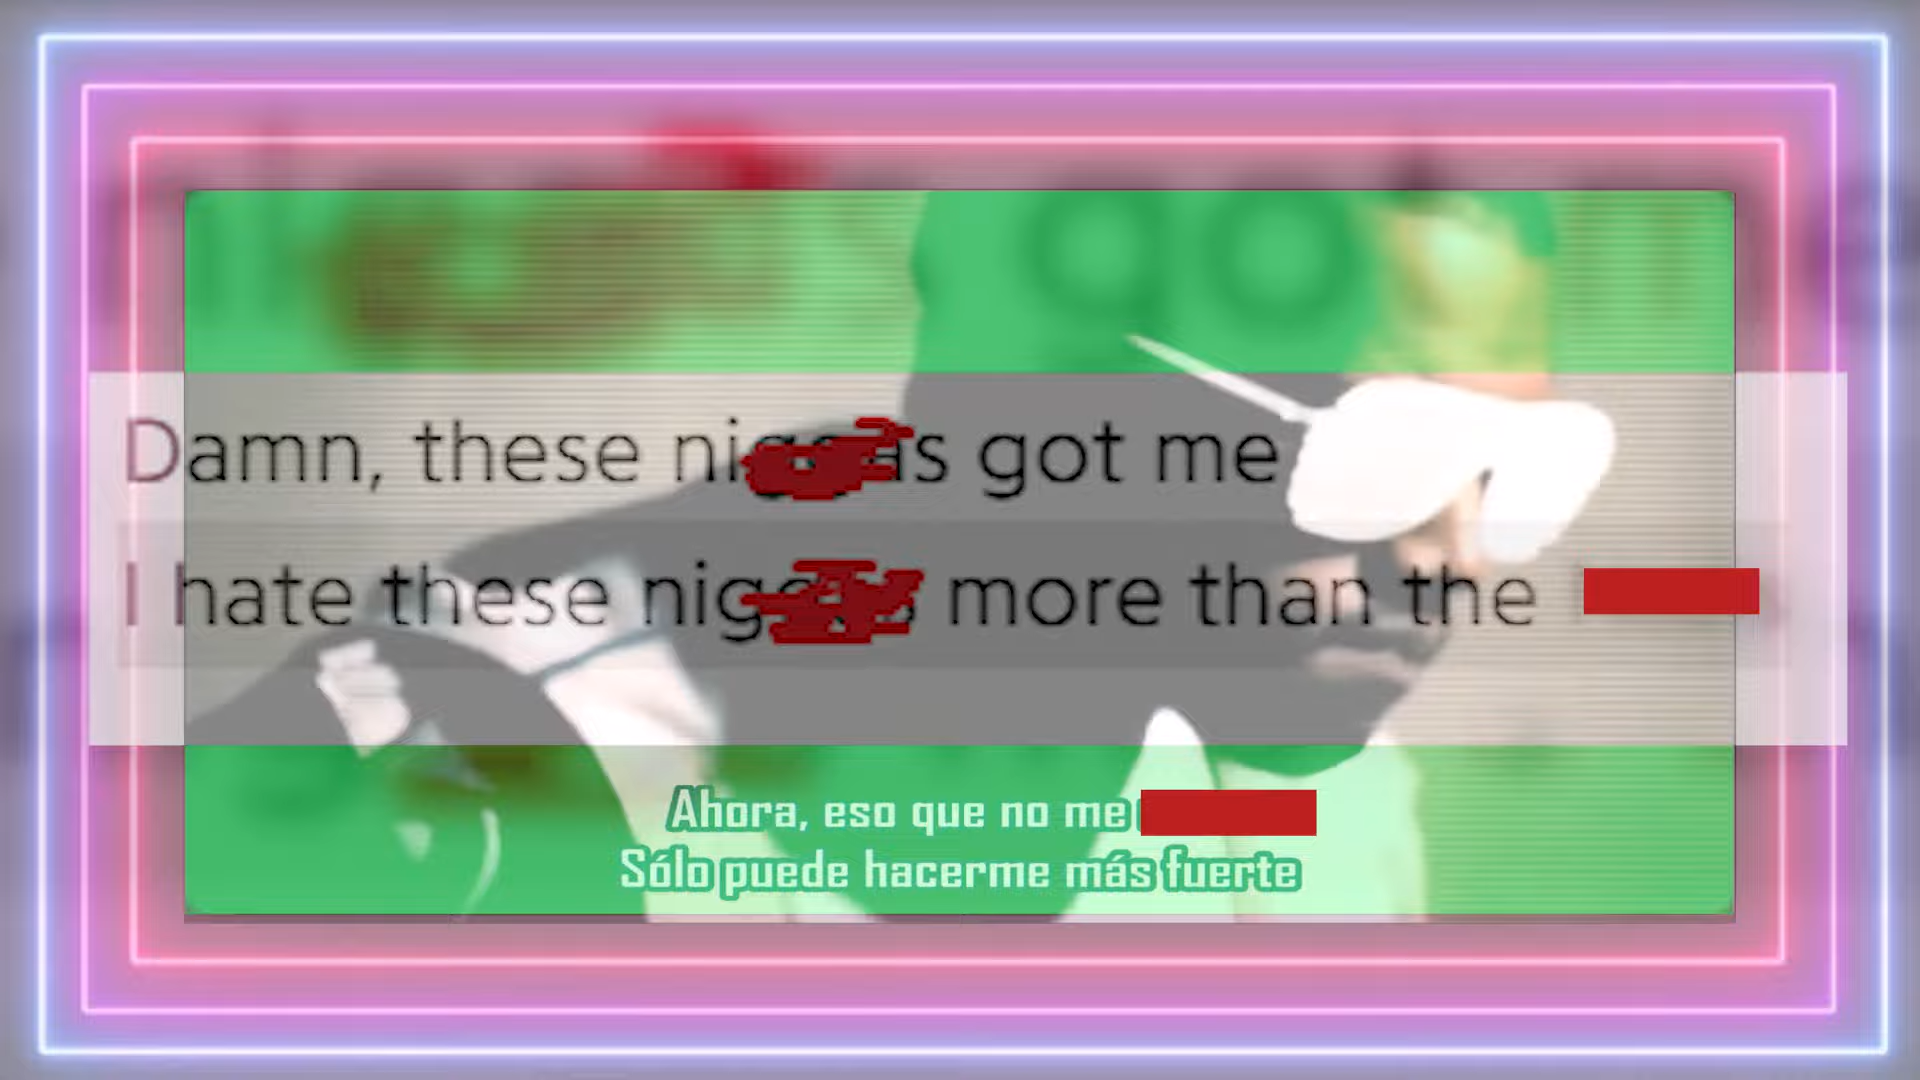 Damn, these got me
I hate these more than the
Ahora, eso que no me
Sólo puede hacerme más fuerte